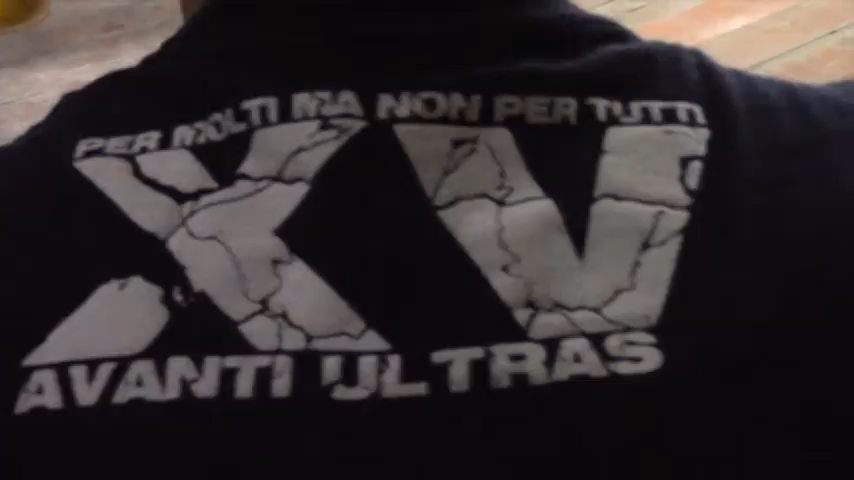 PER MOLTI MA NON PER TUTTI
XV
AVANTI ULTRAS